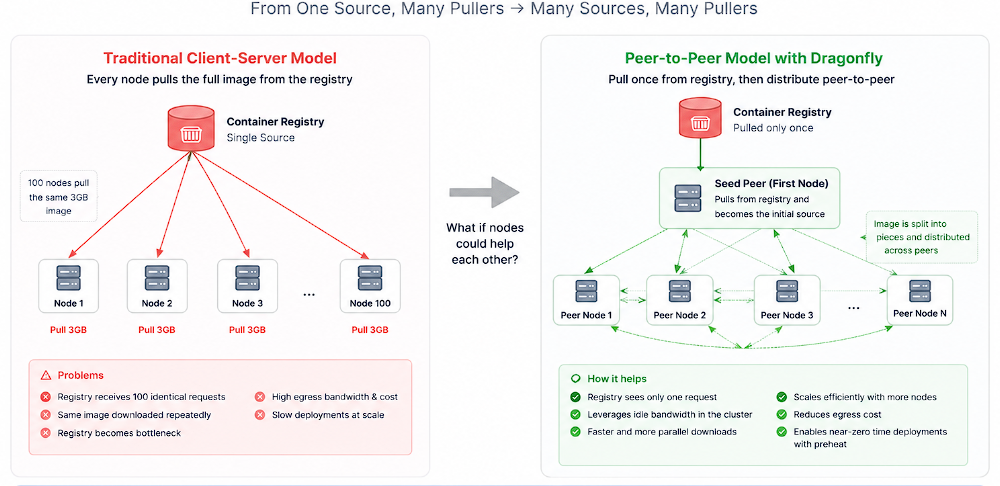 From One Source, Many Pullers → Many Sources, Many Pullers
Traditional Client-Server Model
Every node pulls the full image from the registry
Container Registry
Single Source
100 nodes pull
the same 3GB
image
Node 1
Node 2
Node 3
...
Node 100
Pull 3GB
Pull 3GB
Pull 3GB
Pull 3GB
Problems
Registry receives 100 identical requests
Same image downloaded repeatedly
Registry becomes bottleneck
High egress bandwidth & cost
Slow deployments at scale
What if nodes
could help
each other?
Peer-to-Peer Model with Dragonfly
Pull once from registry, then distribute peer-to-peer
Container Registry
Pulled only once
Seed Peer (First Node)
Pulls from registry and
becomes the initial source
Image is split into
pieces and distributed
across peers
Peer Node 1
Peer Node 2
Peer Node 3
...
Peer Node N
How it helps
Registry sees only one request
Leverages idle bandwidth in the cluster
Faster and more parallel downloads
Scales efficiently with more nodes
Reduces egress cost
Enables near-zero time deployments
with preheat